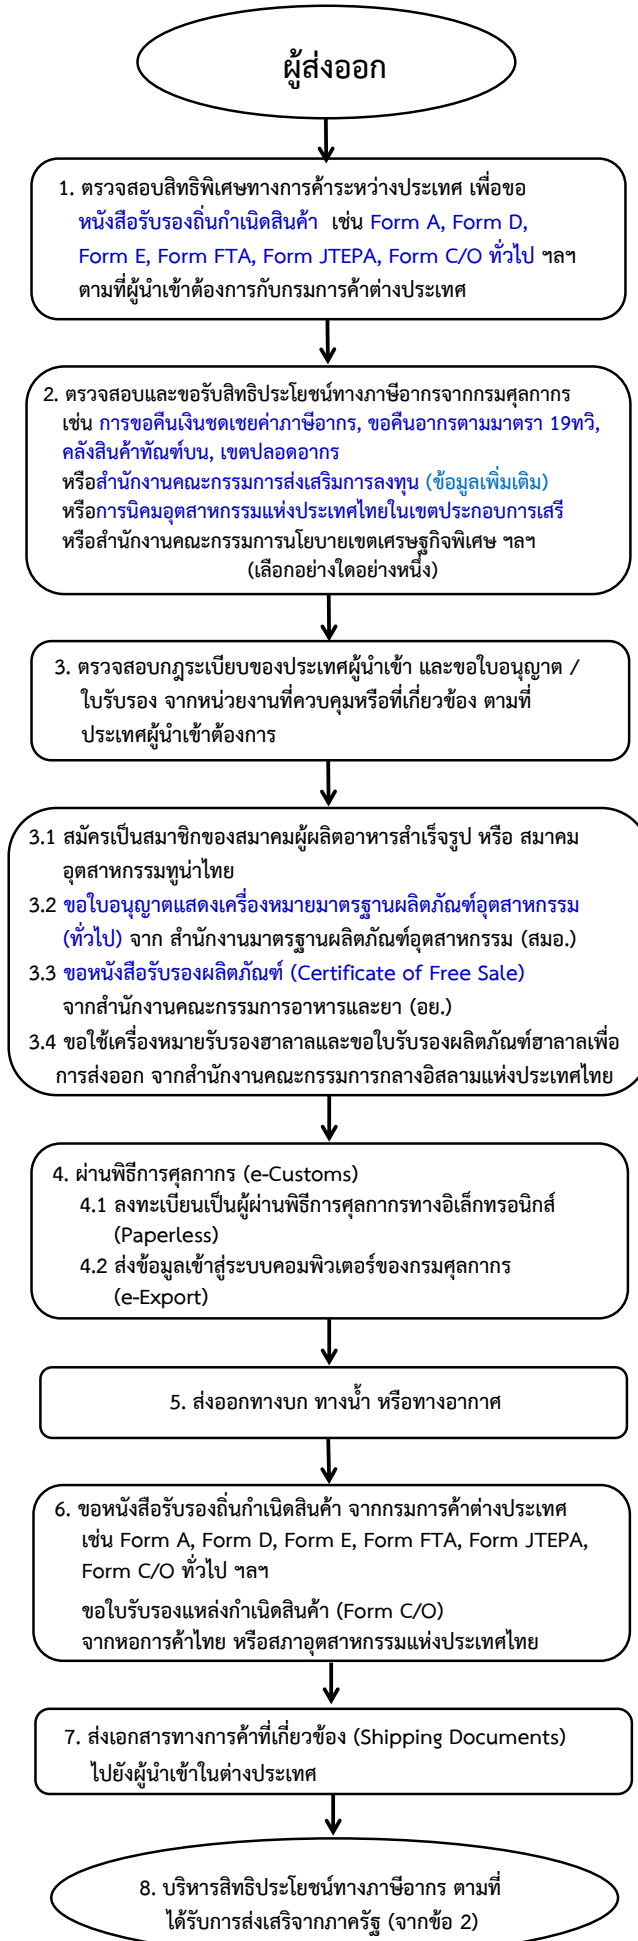 ผู้ส่งออก
1. ตรวจสอบสิทธิพิเศษทางการค้าระหว่างประเทศ เพื่อขอ
หนังสือรับรองถิ่นกำเนิดสินค้า เช่น Form A, Form D,
Form E, Form FTA, Form JTEPA, Form C/O ทั่วไป ฯลฯ
ตามที่ผู้นำเข้าต้องการกับกรมการค้าต่างประเทศ
2. ตรวจสอบและขอรับสิทธิประโยชน์ทางภาษีอากรจากกรมศุลกากร
เช่น การขอคืนเงินชดเชยค่าภาษีอากร, ขอคืนอากรตามมาตรา 19ทวิ,
คลังสินค้าทัณฑ์บน, เขตปลอดอากร
หรือสำนักงานคณะกรรมการส่งเสริมการลงทุน (ข้อมูลเพิ่มเติม)
หรือการนิคมอุตสาหกรรมแห่งประเทศไทยในเขตประกอบการเสรี
หรือสำนักงานคณะกรรมการนโยบายเขตเศรษฐกิจพิเศษ ฯลฯ
(เลือกอย่างใดอย่างหนึ่ง)
3. ตรวจสอบกฎระเบียบของประเทศผู้นำเข้า และขอใบอนุญาต /
ใบรับรอง จากหน่วยงานที่ควบคุมหรือที่เกี่ยวข้อง ตามที่
ประเทศผู้นำเข้าต้องการ
3.1 สมัครเป็นสมาชิกของสมาคมผู้ผลิตอาหารสำเร็จรูป หรือ สมาคม
อุตสาหกรรมทูน่าไทย
3.2 ขอใบอนุญาตแสดงเครื่องหมายมาตรฐานผลิตภัณฑ์อุตสาหกรรม
(ทั่วไป) จาก สำนักงานมาตรฐานผลิตภัณฑ์อุตสาหกรรม (สมอ.)
3.3 ขอหนังสือรับรองผลิตภัณฑ์ (Certificate of Free Sale)
จากสำนักงานคณะกรรมการอาหารและยา (อย.)
3.4 ขอใช้เครื่องหมายรับรองฮาลาลและขอใบรับรองผลิตภัณฑ์ฮาลาลเพื่อ
การส่งออก จากสำนักงานคณะกรรมการกลางอิสลามแห่งประเทศไทย
4. ผ่านพิธีการศุลกากร (e-Customs)
4.1 ลงทะเบียนเป็นผู้ผ่านพิธีการศุลกากรทางอิเล็กทรอนิกส์
(Paperless)
4.2 ส่งข้อมูลเข้าสู่ระบบคอมพิวเตอร์ของกรมศุลกากร
(e-Export)
5. ส่งออกทางบก ทางน้ำ หรือทางอากาศ
6. ขอหนังสือรับรองถิ่นกำเนิดสินค้า จากกรมการค้าต่างประเทศ
เช่น Form A, Form D, Form E, Form FTA, Form JTEPA,
Form C/O ทั่วไป ฯลฯ
ขอใบรับรองแหล่งกำเนิดสินค้า (Form C/O)
จากหอการค้าไทย หรือสภาอุตสาหกรรมแห่งประเทศไทย
7. ส่งเอกสารทางการค้าที่เกี่ยวข้อง (Shipping Documents)
ไปยังผู้นำเข้าในต่างประเทศ
8. บริหารสิทธิประโยชน์ทางภาษีอากร ตามที่
ได้รับการส่งเสริจากภาครัฐ (จากข้อ 2)